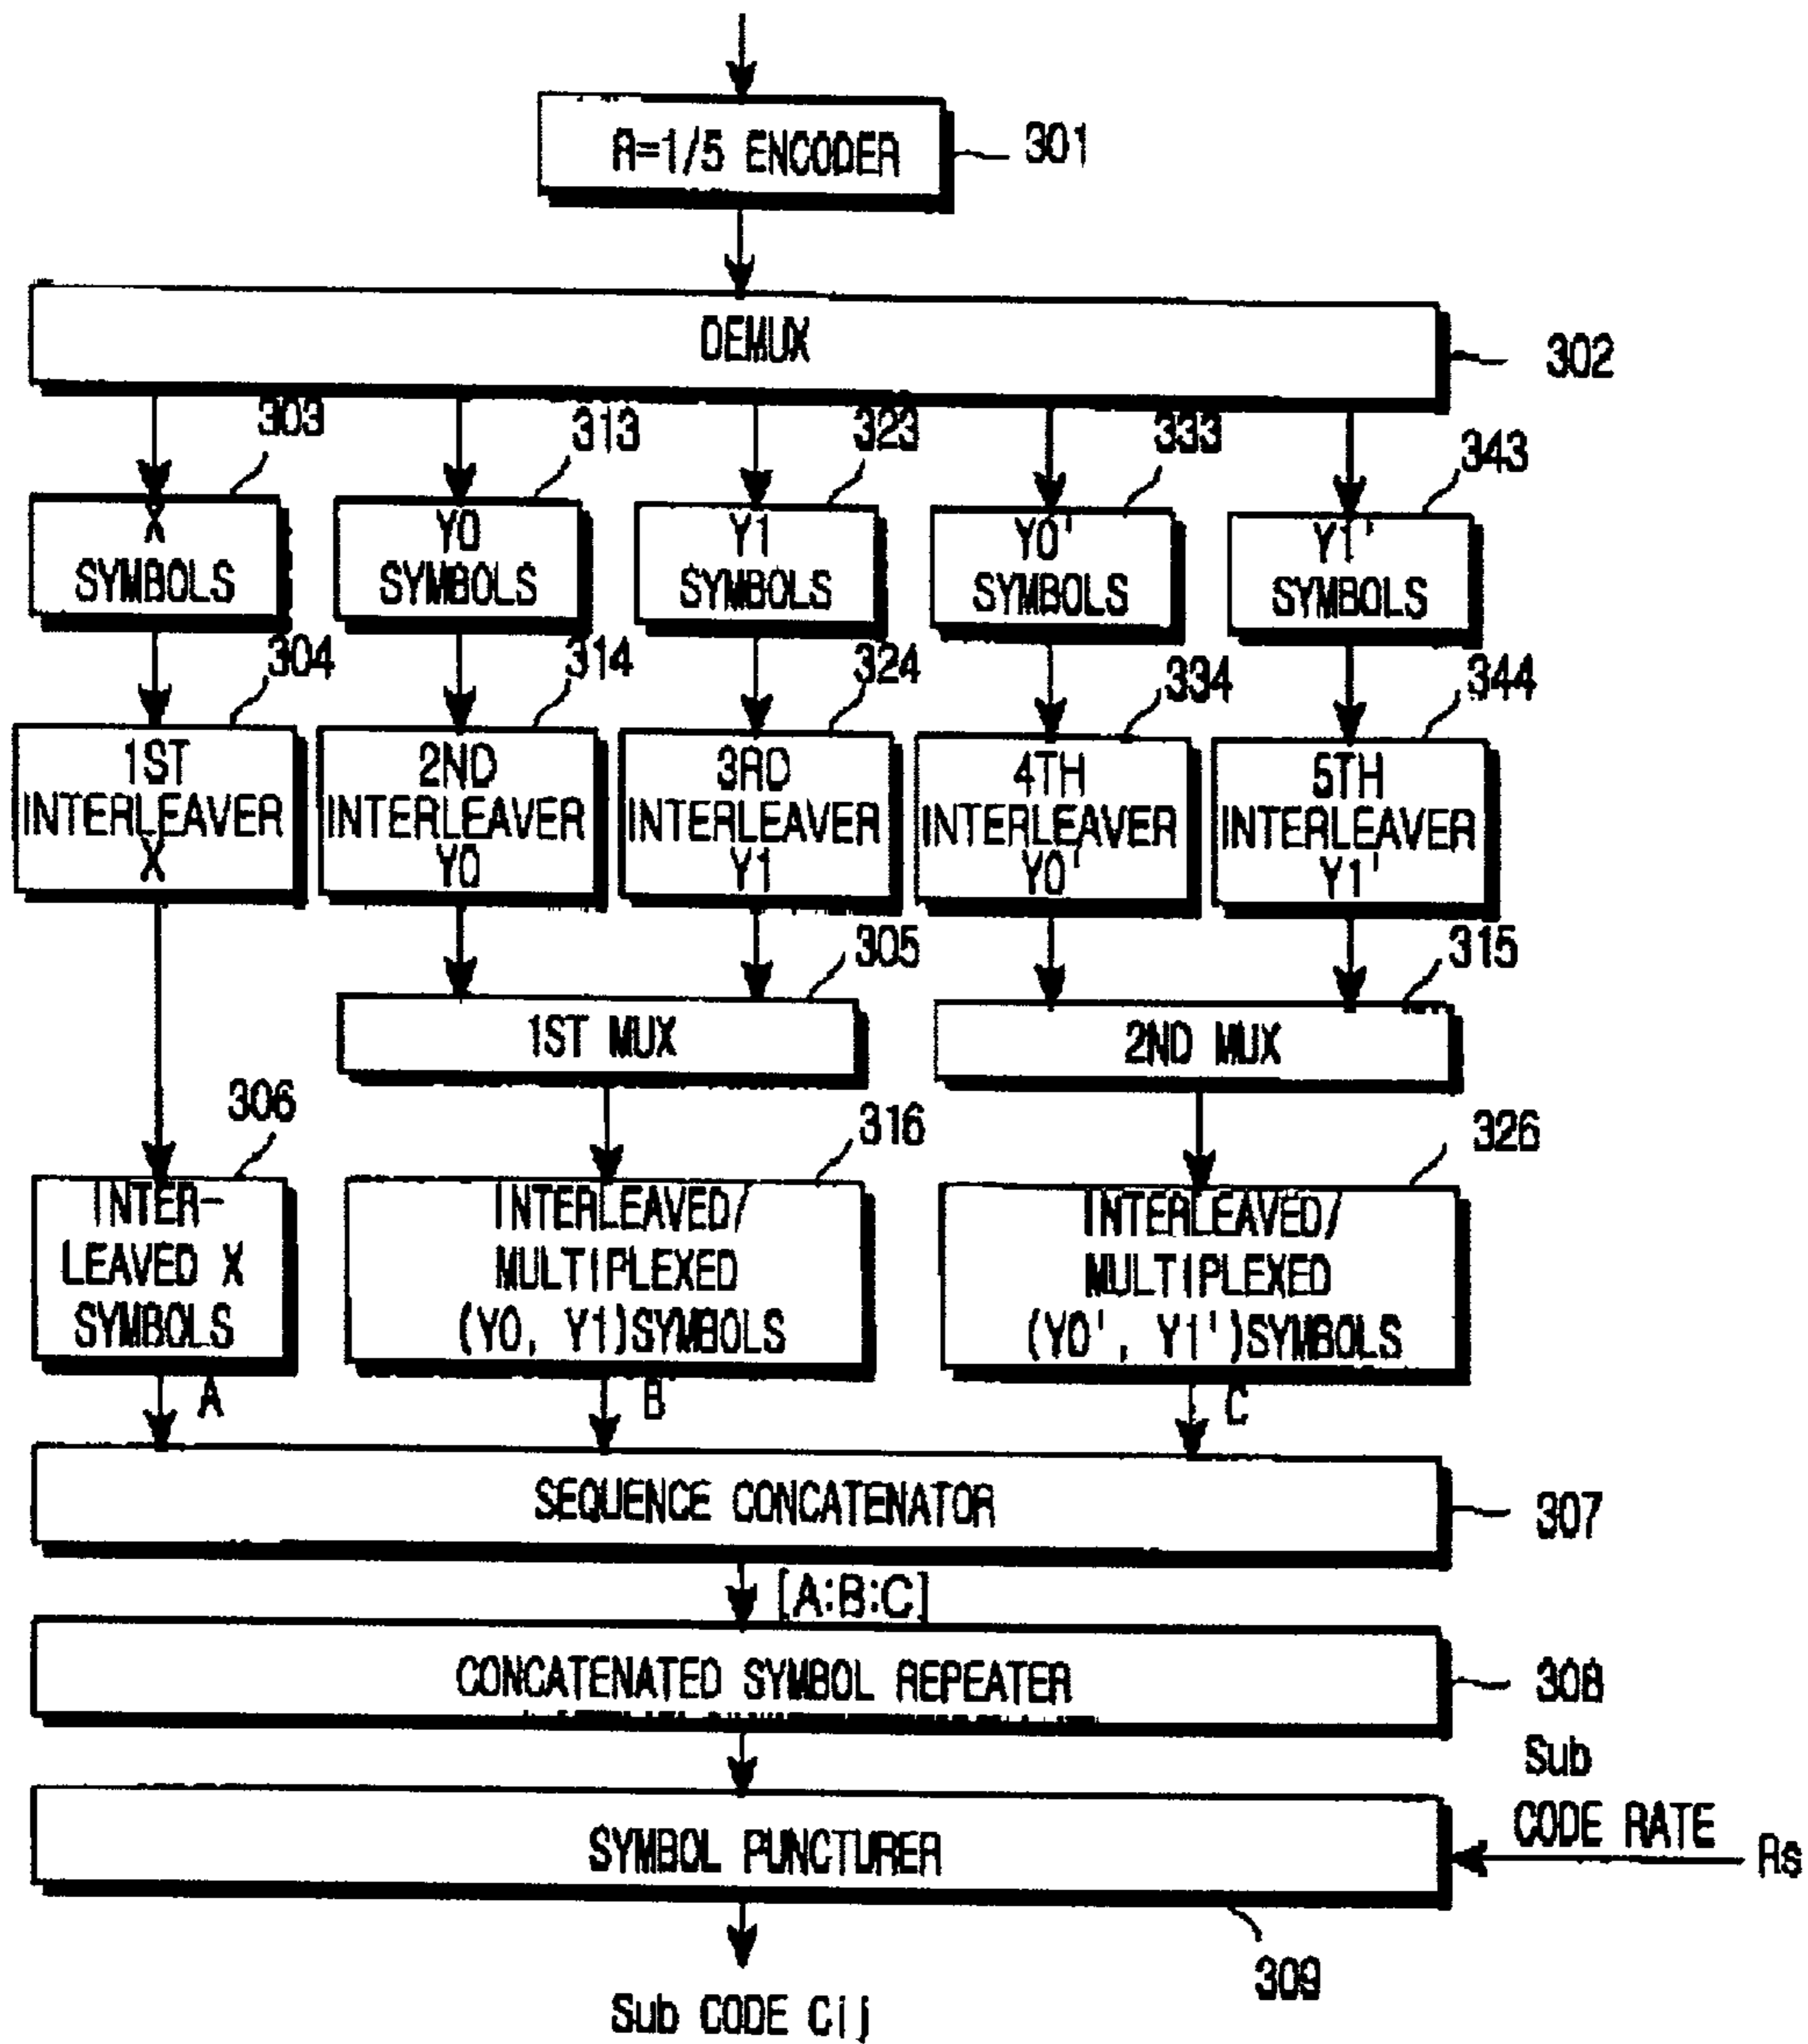 R=1/5 ENCODER
301
DEMUX
302
303
313
323
333
343
X
SYMBOLS
Y0
SYMBOLS
Y1
SYMBOLS
Y0'
SYMBOLS
Y1'
SYMBOLS
304
314
324
334
344
1ST
INTERLEAVER
X
2ND
INTERLEAVER
Y0
3RD
INTERLEAVER
Y1
4TH
INTERLEAVER
Y0'
5TH
INTERLEAVER
Y1'
305
315
1ST MUX
2ND MUX
306
316
326
INTER-
LEAVED X
SYMBOLS
INTERLEAVED/
MULTIPLEXED
(Y0, Y1)SYMBOLS
INTERLEAVED/
MULTIPLEXED
(Y0', Y1')SYMBOLS
A
B
C
SEQUENCE CONCATENATOR
307
[A:B:C]
CONCATENATED SYMBOL REPEATER
308
Sub
CODE RATE
Rs
SYMBOL PUNCTURER
309
Sub CODE Cij